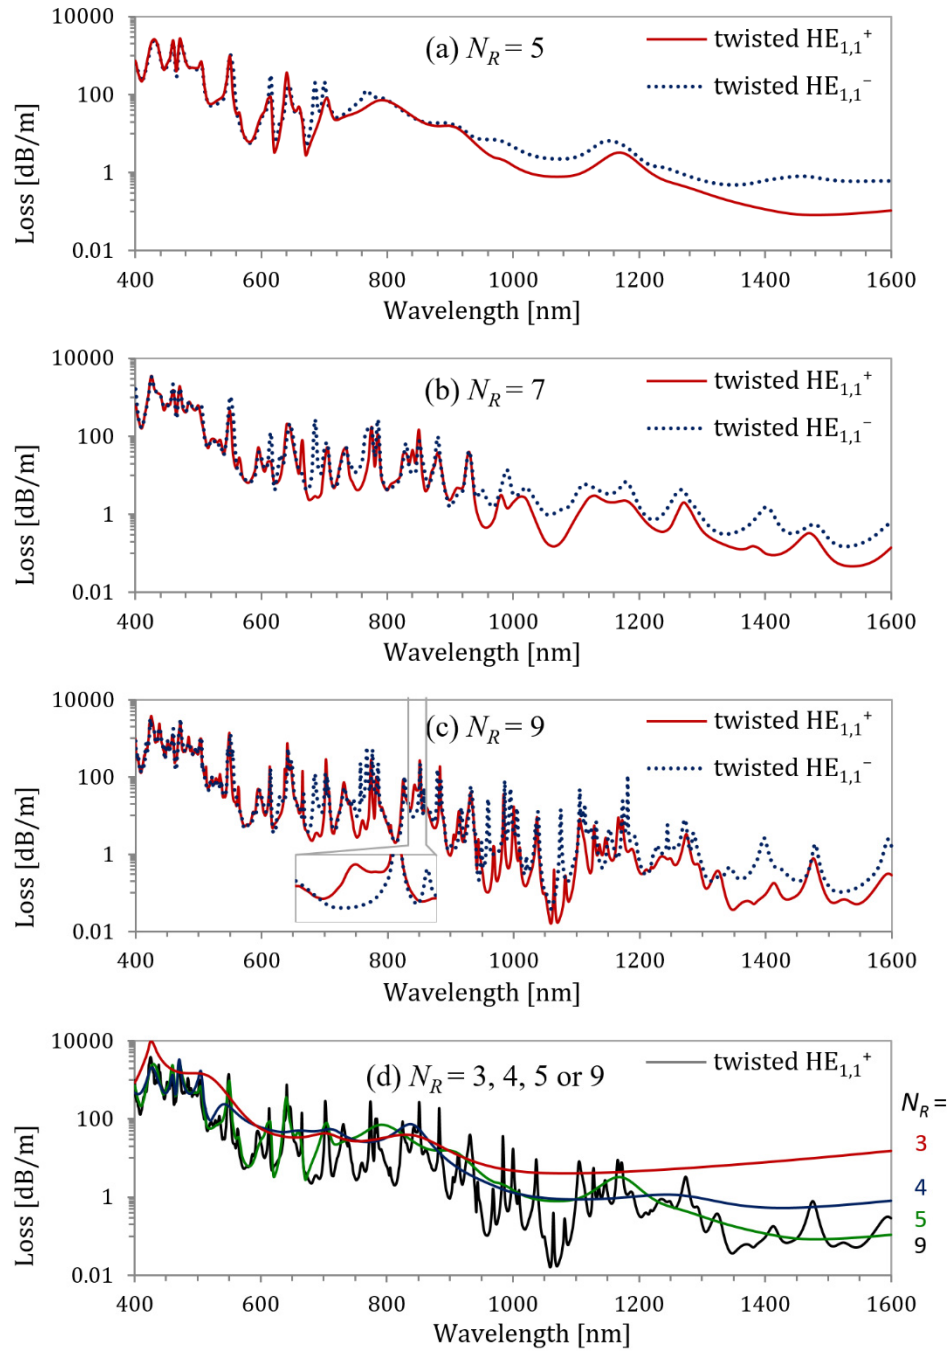 10000
100
1
0.01
Loss [dB/m]
(a) N_R = 5
twisted HE₁,₁⁺
twisted HE₁,₁⁻
400 600 800 1000 1200 1400 1600
Wavelength [nm]
10000
100
1
0.01
Loss [dB/m]
(b) N_R = 7
twisted HE₁,₁⁺
twisted HE₁,₁⁻
400 600 800 1000 1200 1400 1600
Wavelength [nm]
10000
100
1
0.01
Loss [dB/m]
(c) N_R = 9
twisted HE₁,₁⁺
twisted HE₁,₁⁻
400 600 800 1000 1200 1400 1600
Wavelength [nm]
10000
100
1
0.01
Loss [dB/m]
(d) N_R = 3, 4, 5 or 9
twisted HE₁,₁⁺
N_R =
3
4
5
9
400 600 800 1000 1200 1400 1600
Wavelength [nm]